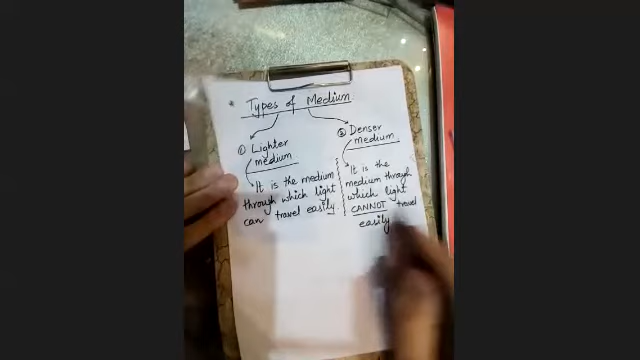 * Types of Medium
① Lighter medium
It is the medium
through which light
can travel easily.
② Denser medium
It is the
medium through
which light
CANNOT travel
easily